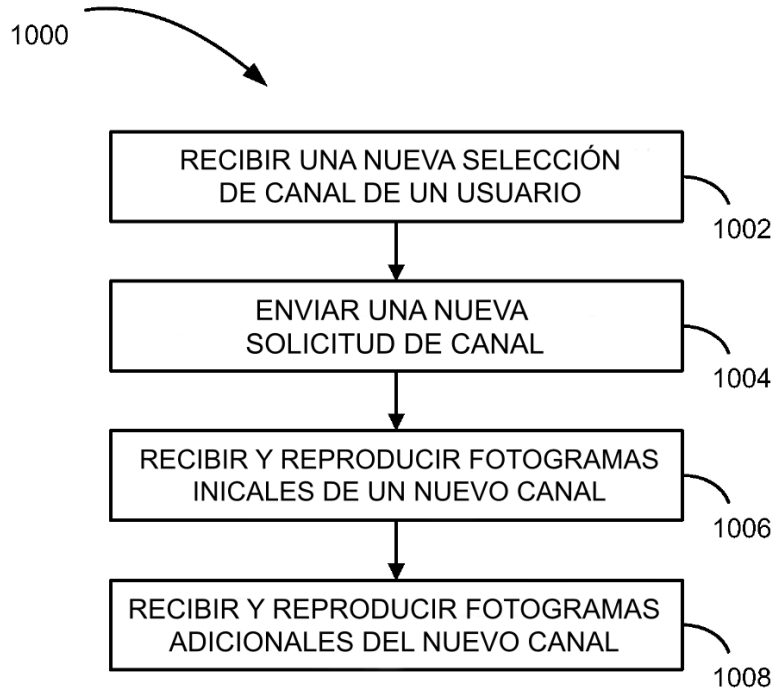 1000
RECIBIR UNA NUEVA SELECCIÓN
DE CANAL DE UN USUARIO
1002
ENVIAR UNA NUEVA
SOLICITUD DE CANAL
1004
RECIBIR Y REPRODUCIR FOTOGRAMAS
INICALES DE UN NUEVO CANAL
1006
RECIBIR Y REPRODUCIR FOTOGRAMAS
ADICIONALES DEL NUEVO CANAL
1008